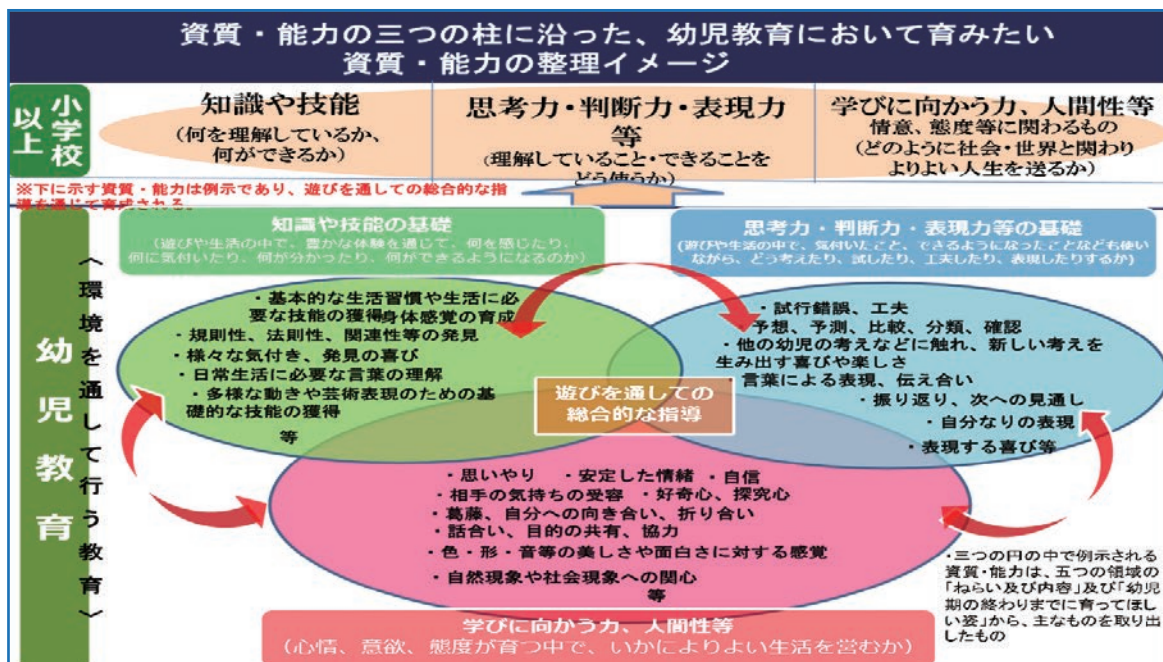 資質・能力の三つの柱に沿った、幼児教育において育みたい
資質・能力の整理イメージ
小学校
以上
知識や技能
(何を理解しているか、
何ができるか)
思考力・判断力・表現力
等
(理解していること・できることを
どう使うか)
学びに向かう力、人間性等
情意、態度等に関わるもの
(どのように社会・世界と関わり
よりよい人生を送るか)
※下に示す資質・能力は例示であり、遊びを通しての総合的な指
導を通じて育成される。
幼児教育
〈環境を通して行う教育〉
知識や技能の基礎
(遊びや生活の中で、豊かな体験を通じて、何を感じたり、
何に気付いたり、何が分かったり、何ができるようになるのか)
思考力・判断力・表現力等の基礎
(遊びや生活の中で、気付いたこと、できるようになったことなども使い
ながら、どう考えたり、試したり、工夫したり、表現したりするか)
・基本的な生活習慣や生活に必
要な技能の獲得 身体感覚の育成
・規則性、法則性、関連性等の発見
・様々な気付き、発見の喜び
・日常生活に必要な言葉の理解
・多様な動きや芸術表現のための基
礎的な技能の獲得
等
・試行錯誤、工夫
・予想、予測、比較、分類、確認
・他の幼児の考えなどに触れ、新しい考えを
生み出す喜びや楽しさ
・言葉による表現、伝え合い
・振り返り、次への見通し
・自分なりの表現
・表現する喜び等
遊びを通しての
総合的な指導
・思いやり ・安定した情緒 ・自信
・相手の気持ちの受容 ・好奇心、探究心
・葛藤、自分への向き合い、折り合い
・話合い、目的の共有、協力
・色・形・音等の美しさや面白さに対する感覚
・自然現象や社会現象への関心
等
学びに向かう力、人間性等
(心情、意欲、態度が育つ中で、いかによりよい生活を営むか)
・三つの円の中で例示される
資質・能力は、五つの領域の
「ねらい及び内容」及び「幼児
期の終わりまでに育ってほし
い姿」から、主なものを取り出
したもの